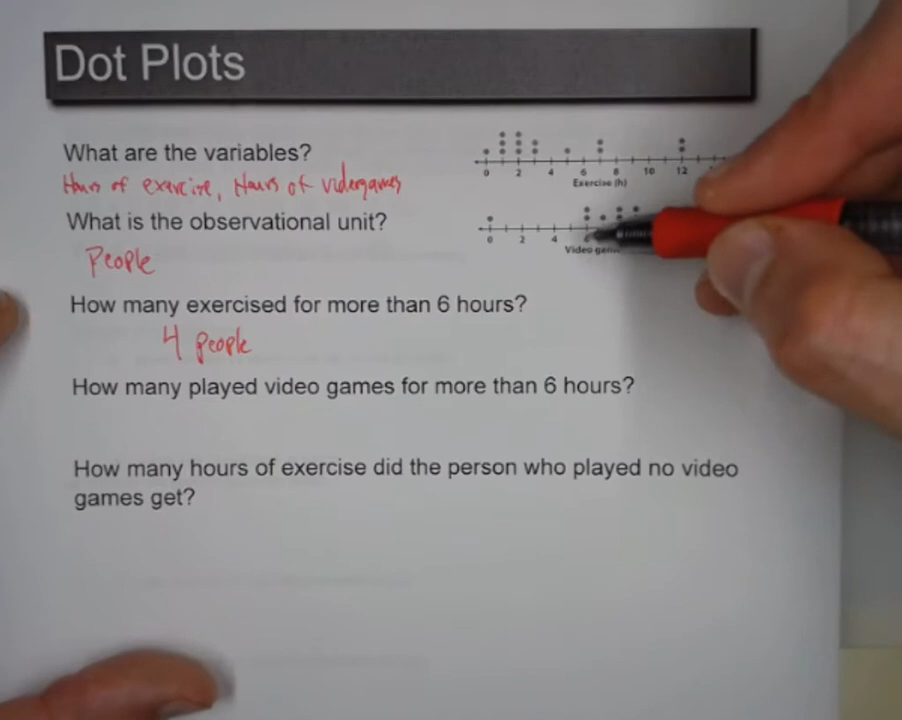 Dot Plots
What are the variables?
Hours of exercise, Hours of videogames
0 2 4 6 8 10 12
Exercise (h)
What is the observational unit?
0 2 4 6
Video
People
How many exercised for more than 6 hours?
4 people
How many played video games for more than 6 hours?
How many hours of exercise did the person who played no video
games get?